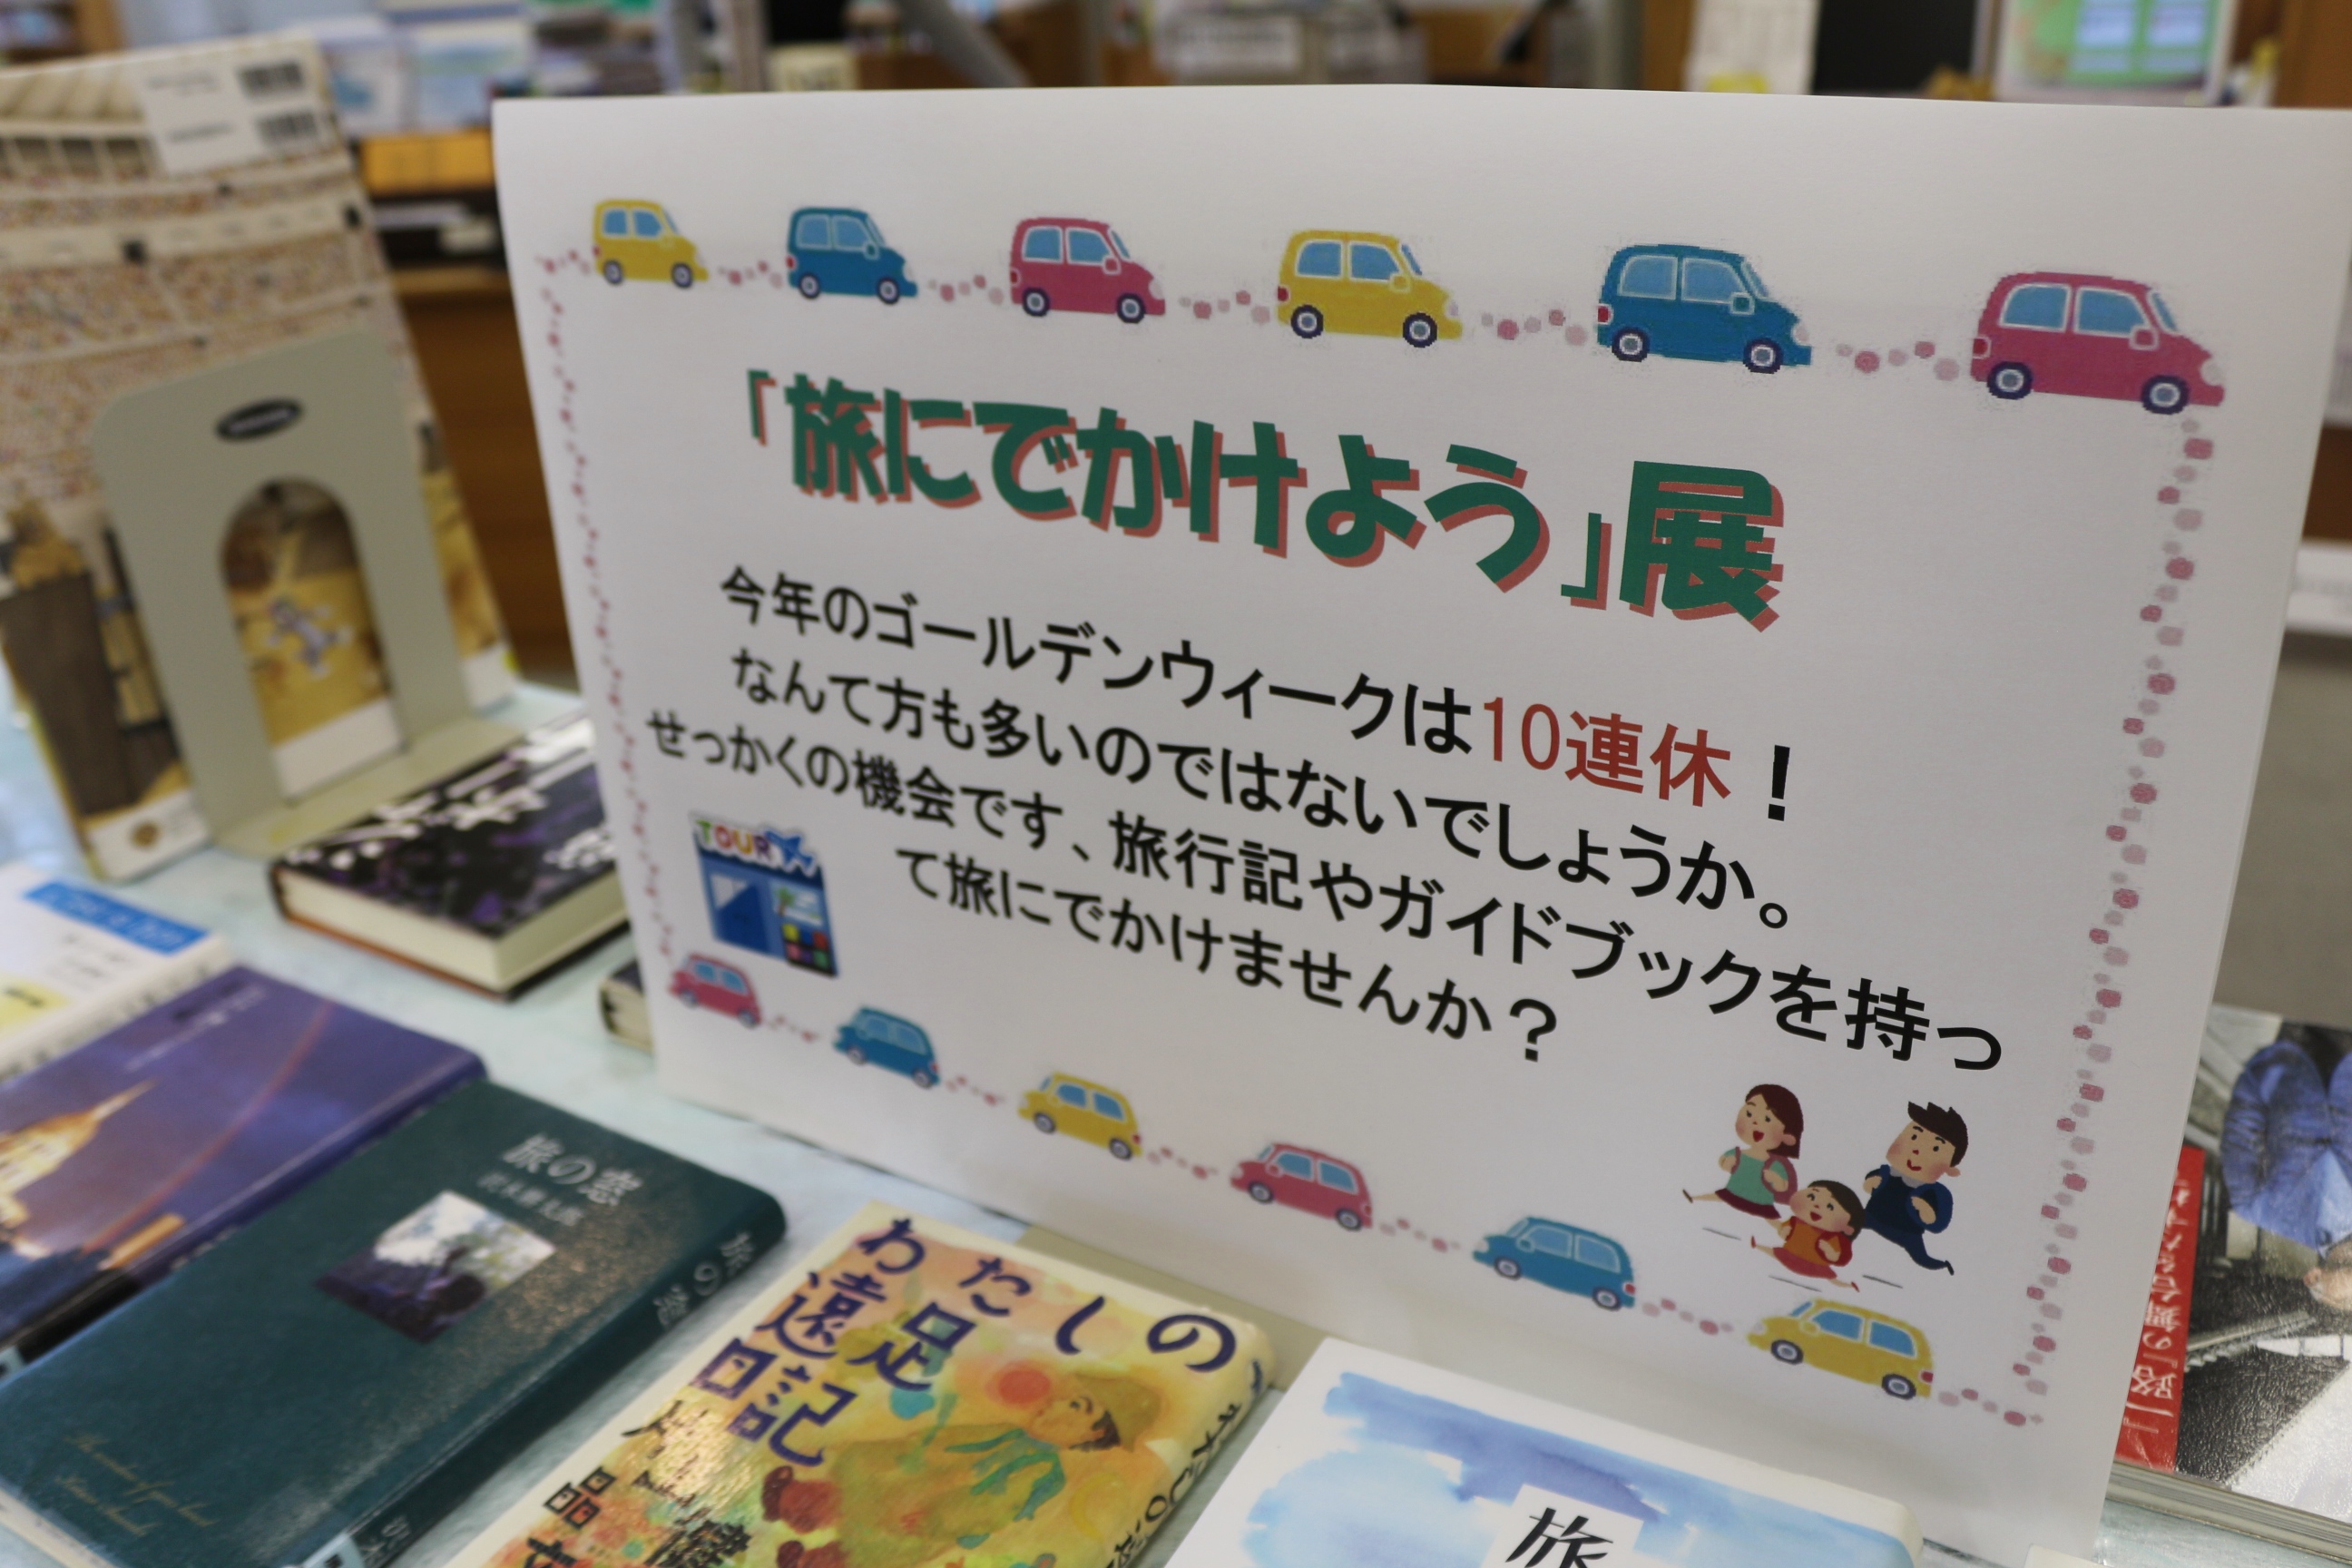 「旅にでかけよう」展
今年のゴールデンウィークは10連休！
なんて方も多いのではないでしょうか。
せっかくの機会です、旅行記やガイドブックを持っ
て旅にでかけませんか？
TOUR
旅の窓
旅の窓
わたしの
遠足
日記
旅